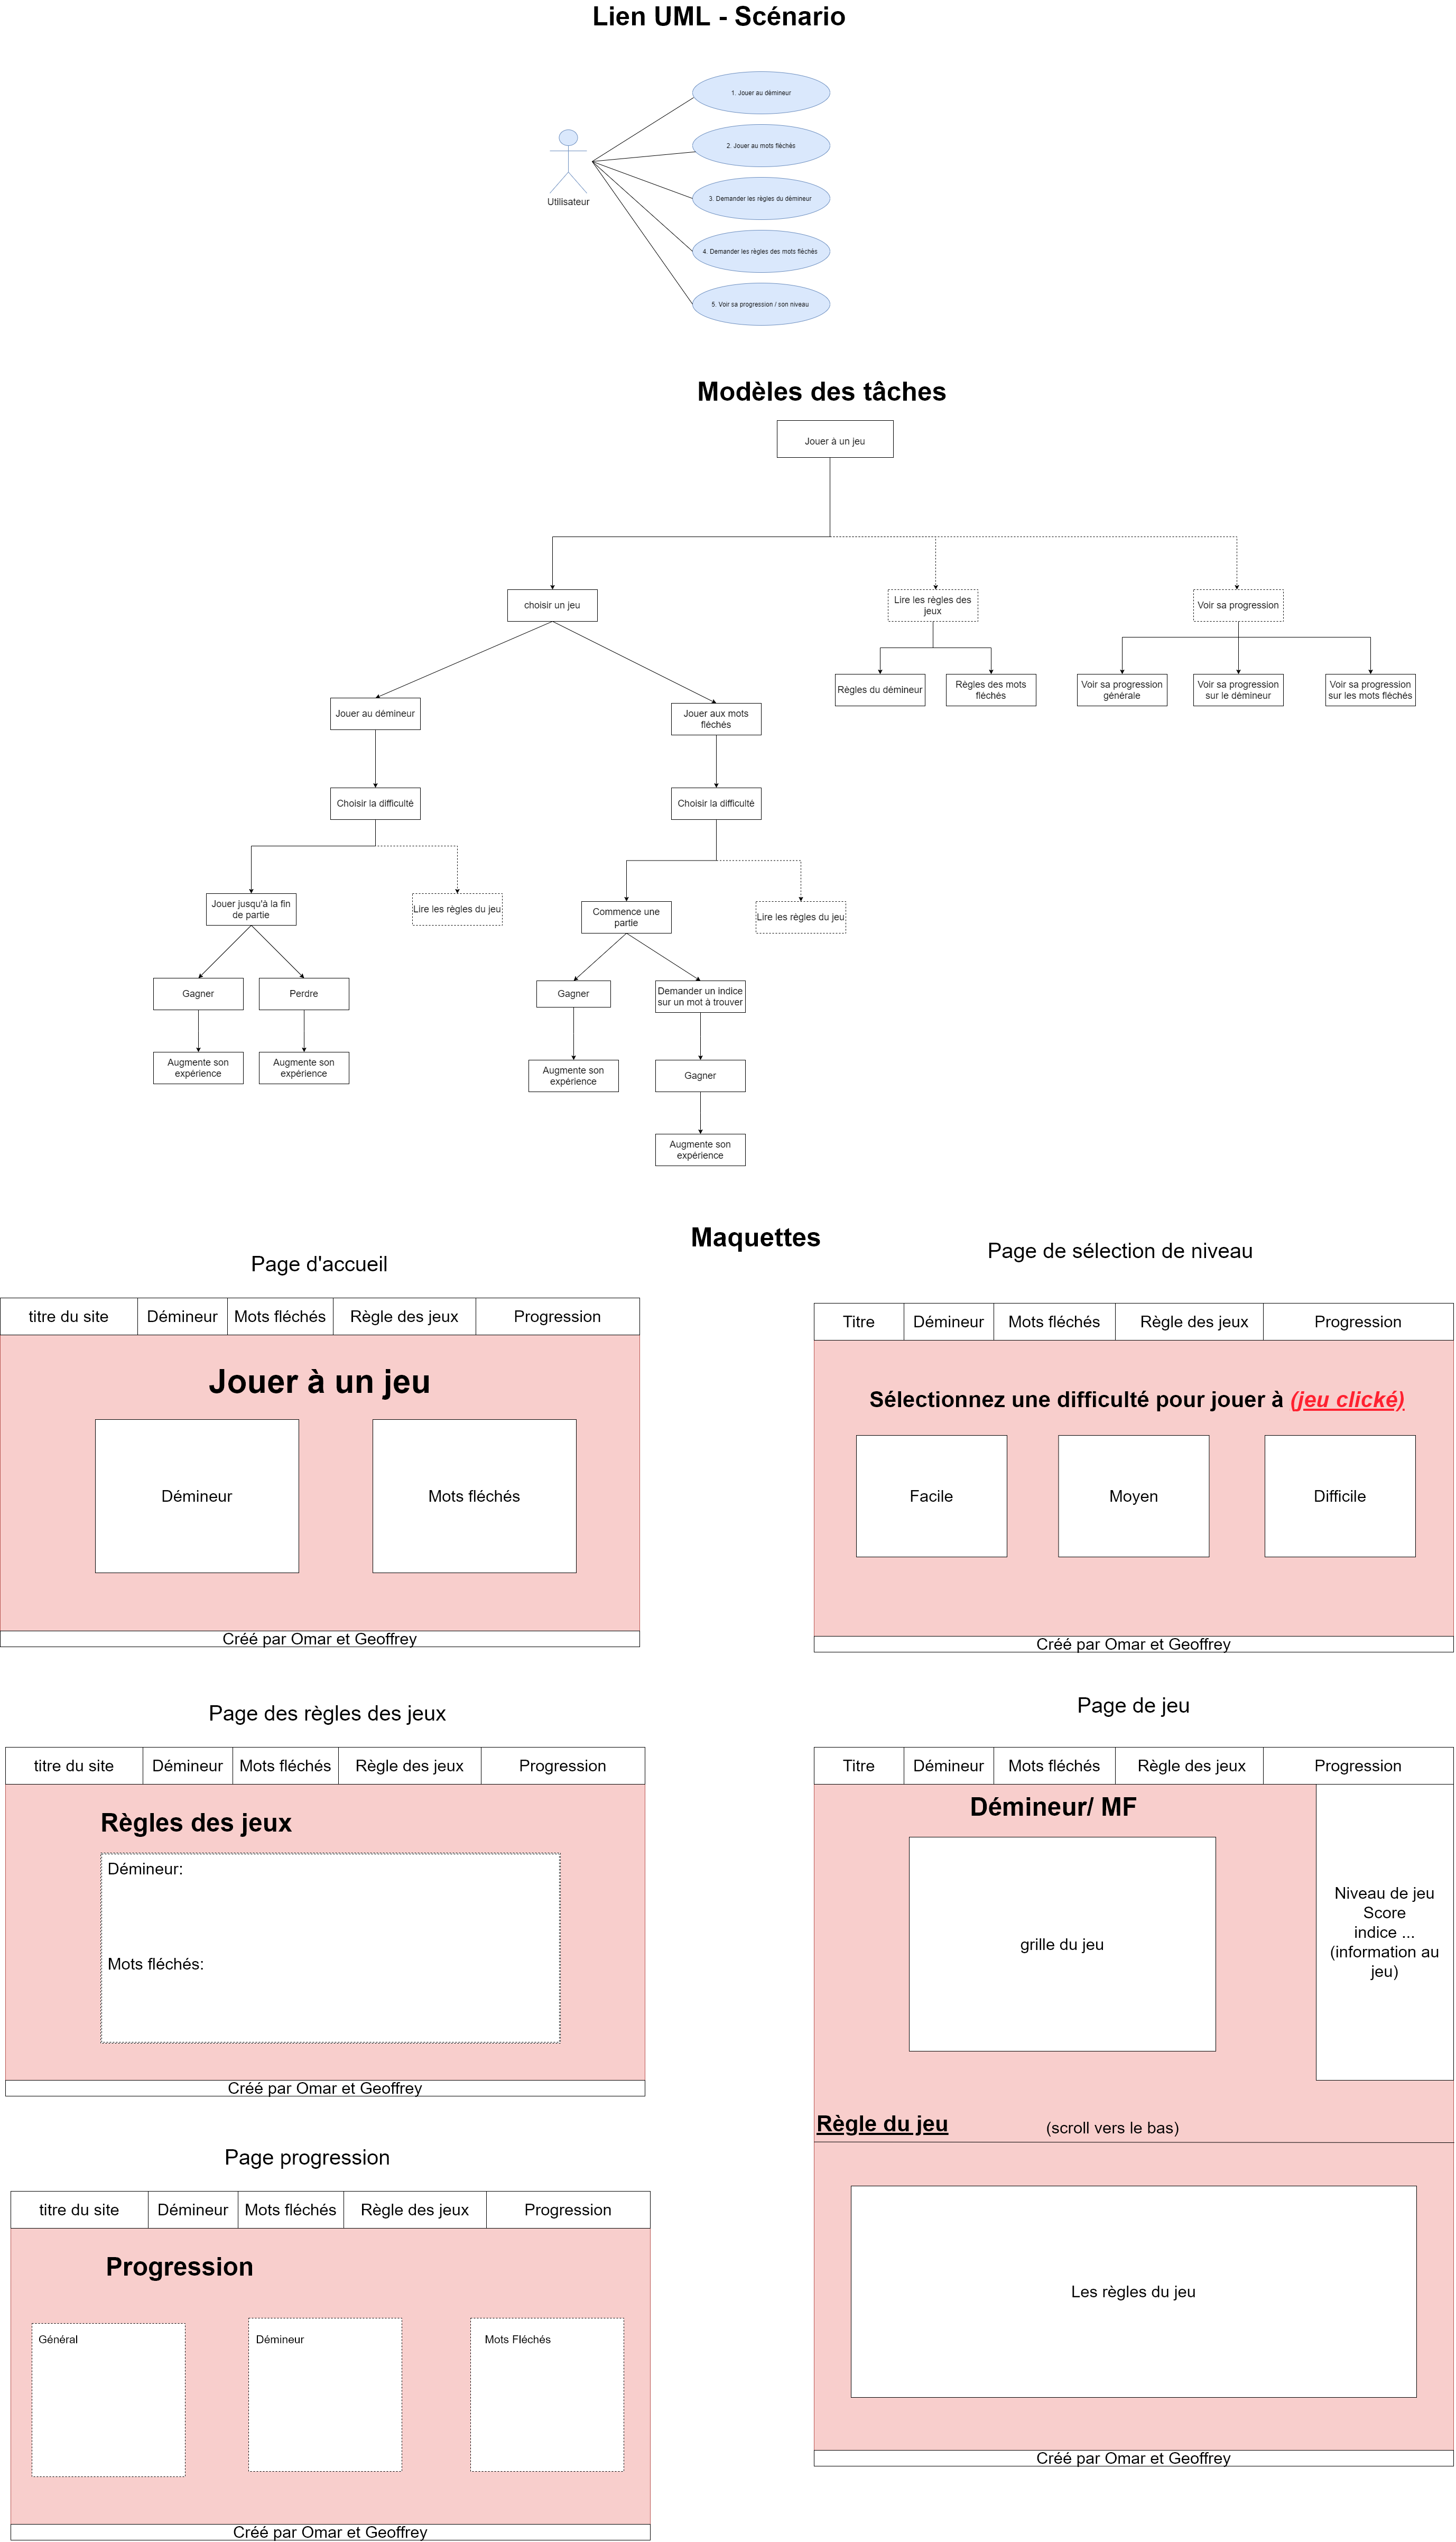 Lien UML - Scénario
1. Jouer au démineur
2. Jouer au mots fléchés
3. Demander les règles du démineur
4. Demander les règles des mots fléchés
5. Voir sa progression / son niveau
Utilisateur
Modèles des tâches
Jouer à un jeu
choisir un jeu
Lire les règles des
jeux
Voir sa progression
Règles du démineur
Règles des mots
fléchés
Voir sa progression
générale
Voir sa progression
sur le démineur
Voir sa progression
sur les mots fléchés
Jouer au démineur
Jouer aux mots
fléchés
Choisir la difficulté
Choisir la difficulté
Jouer jusqu'à la fin
de partie
Lire les règles du jeu
Commence une
partie
Lire les règles du jeu
Gagner
Perdre
Gagner
Demander un indice
sur un mot à trouver
Augmente son
expérience
Augmente son
expérience
Augmente son
expérience
Gagner
Augmente son
expérience
Maquettes
Page d'accueil
titre du site
Démineur
Mots fléchés
Règle des jeux
Progression
Jouer à un jeu
Démineur
Mots fléchés
Créé par Omar et Geoffrey
Page de sélection de niveau
Titre
Démineur
Mots fléchés
Règle des jeux
Progression
Sélectionnez une difficulté pour jouer à (jeu clické)
Facile
Moyen
Difficile
Créé par Omar et Geoffrey
Page des règles des jeux
titre du site
Démineur
Mots fléchés
Règle des jeux
Progression
Règles des jeux
Démineur:
Mots fléchés:
Créé par Omar et Geoffrey
Page de jeu
Titre
Démineur
Mots fléchés
Règle des jeux
Progression
Démineur/ MF
grille du jeu
Niveau de jeu
Score
indice ...
(information au
jeu)
Règle du jeu
(scroll vers le bas)
Les règles du jeu
Créé par Omar et Geoffrey
Page progression
titre du site
Démineur
Mots fléchés
Règle des jeux
Progression
Progression
Général
Démineur
Mots Fléchés
Créé par Omar et Geoffrey